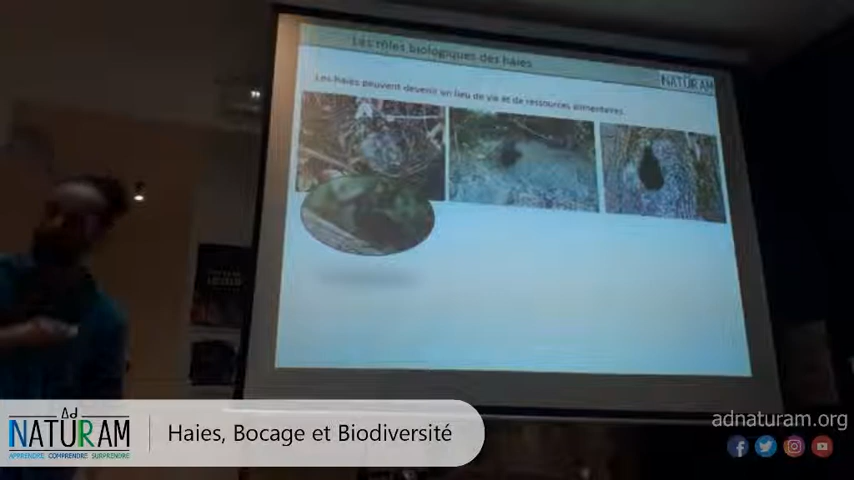 Les rôles biologiques des haies
NATURAM
Les haies peuvent devenir un lieu de vie et de ressources alimentaires
Ad
NATURAM
APPRENDRE COMPRENDRE SURPRENDRE
Haies, Bocage et Biodiversité
adnaturam.org